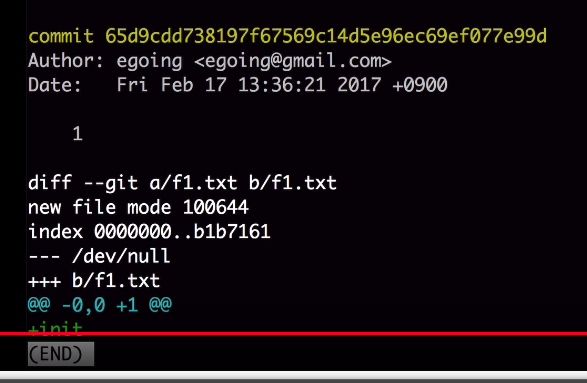 commit 65d9cdd738197f67569c14d5e96ec69ef077e99d
Author: egoing <egoing@gmail.com>
Date:   Fri Feb 17 13:36:21 2017 +0900
1
diff --git a/f1.txt b/f1.txt
new file mode 100644
index 0000000..b1b7161
--- /dev/null
+++ b/f1.txt
@@ -0,0 +1 @@
+init
(END)